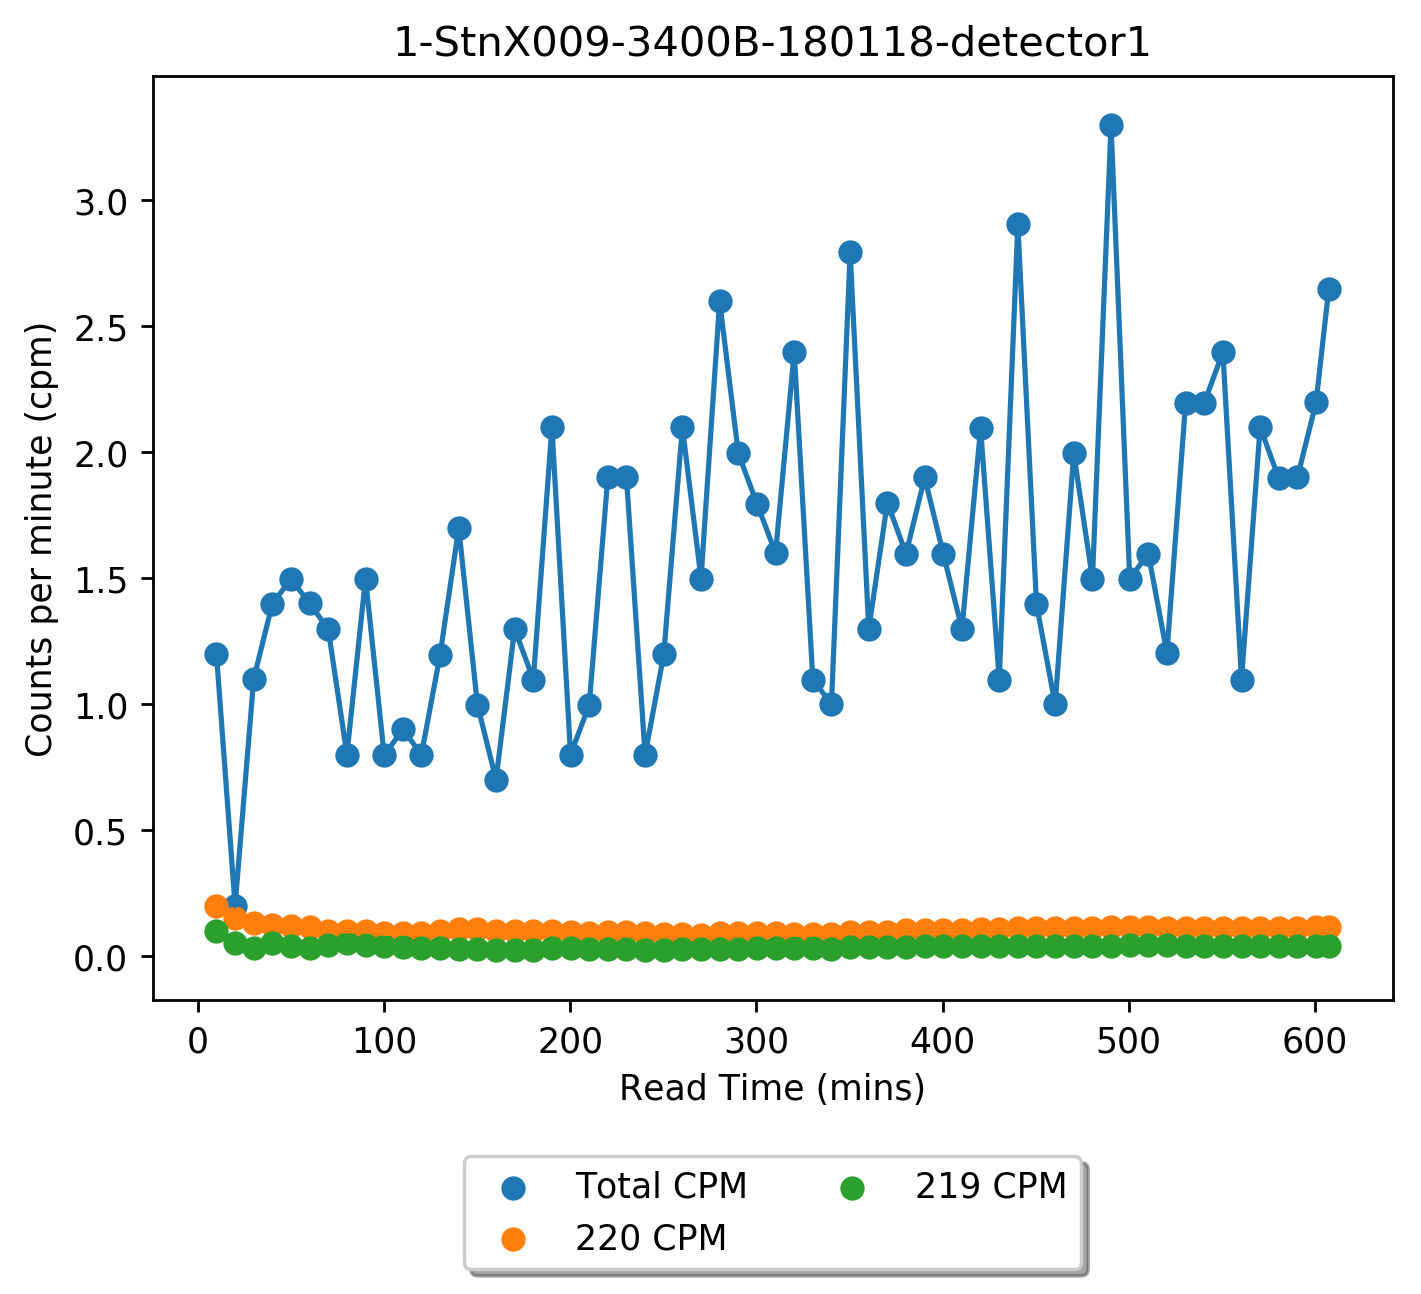 1-StnX009-3400B-180118-detector1
Counts per minute (cpm)
3.0
2.5
2.0
1.5
1.0
0.5
0.0
0 100 200 300 400 500 600
Read Time (mins)
Total CPM 219 CPM
220 CPM